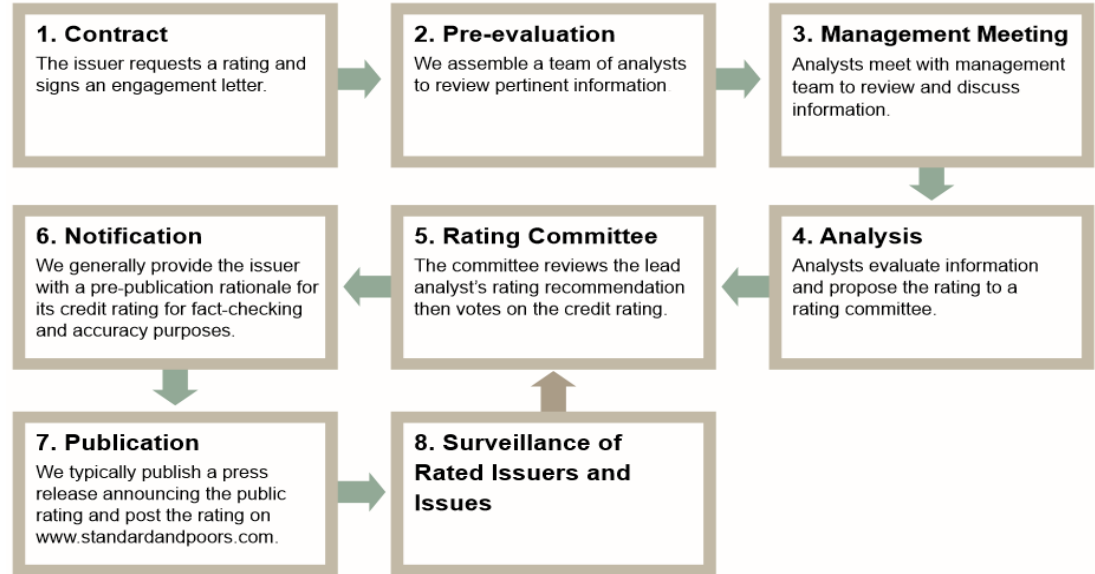 1. Contract
The issuer requests a rating and
signs an engagement letter.
2. Pre-evaluation
We assemble a team of analysts
to review pertinent information
3. Management Meeting
Analysts meet with management
team to review and discuss
information.
4. Analysis
Analysts evaluate information
and propose the rating to a
rating committee.
5. Rating Committee
The committee reviews the lead
analyst's rating recommendation
then votes on the credit rating.
6. Notification
We generally provide the issuer
with a pre-publication rationale for
its credit rating for fact-checking
and accuracy purposes.
7. Publication
We typically publish a press
release announcing the public
rating and post the rating on
www.standardandpoors.com.
8. Surveillance of
Rated Issuers and
Issues